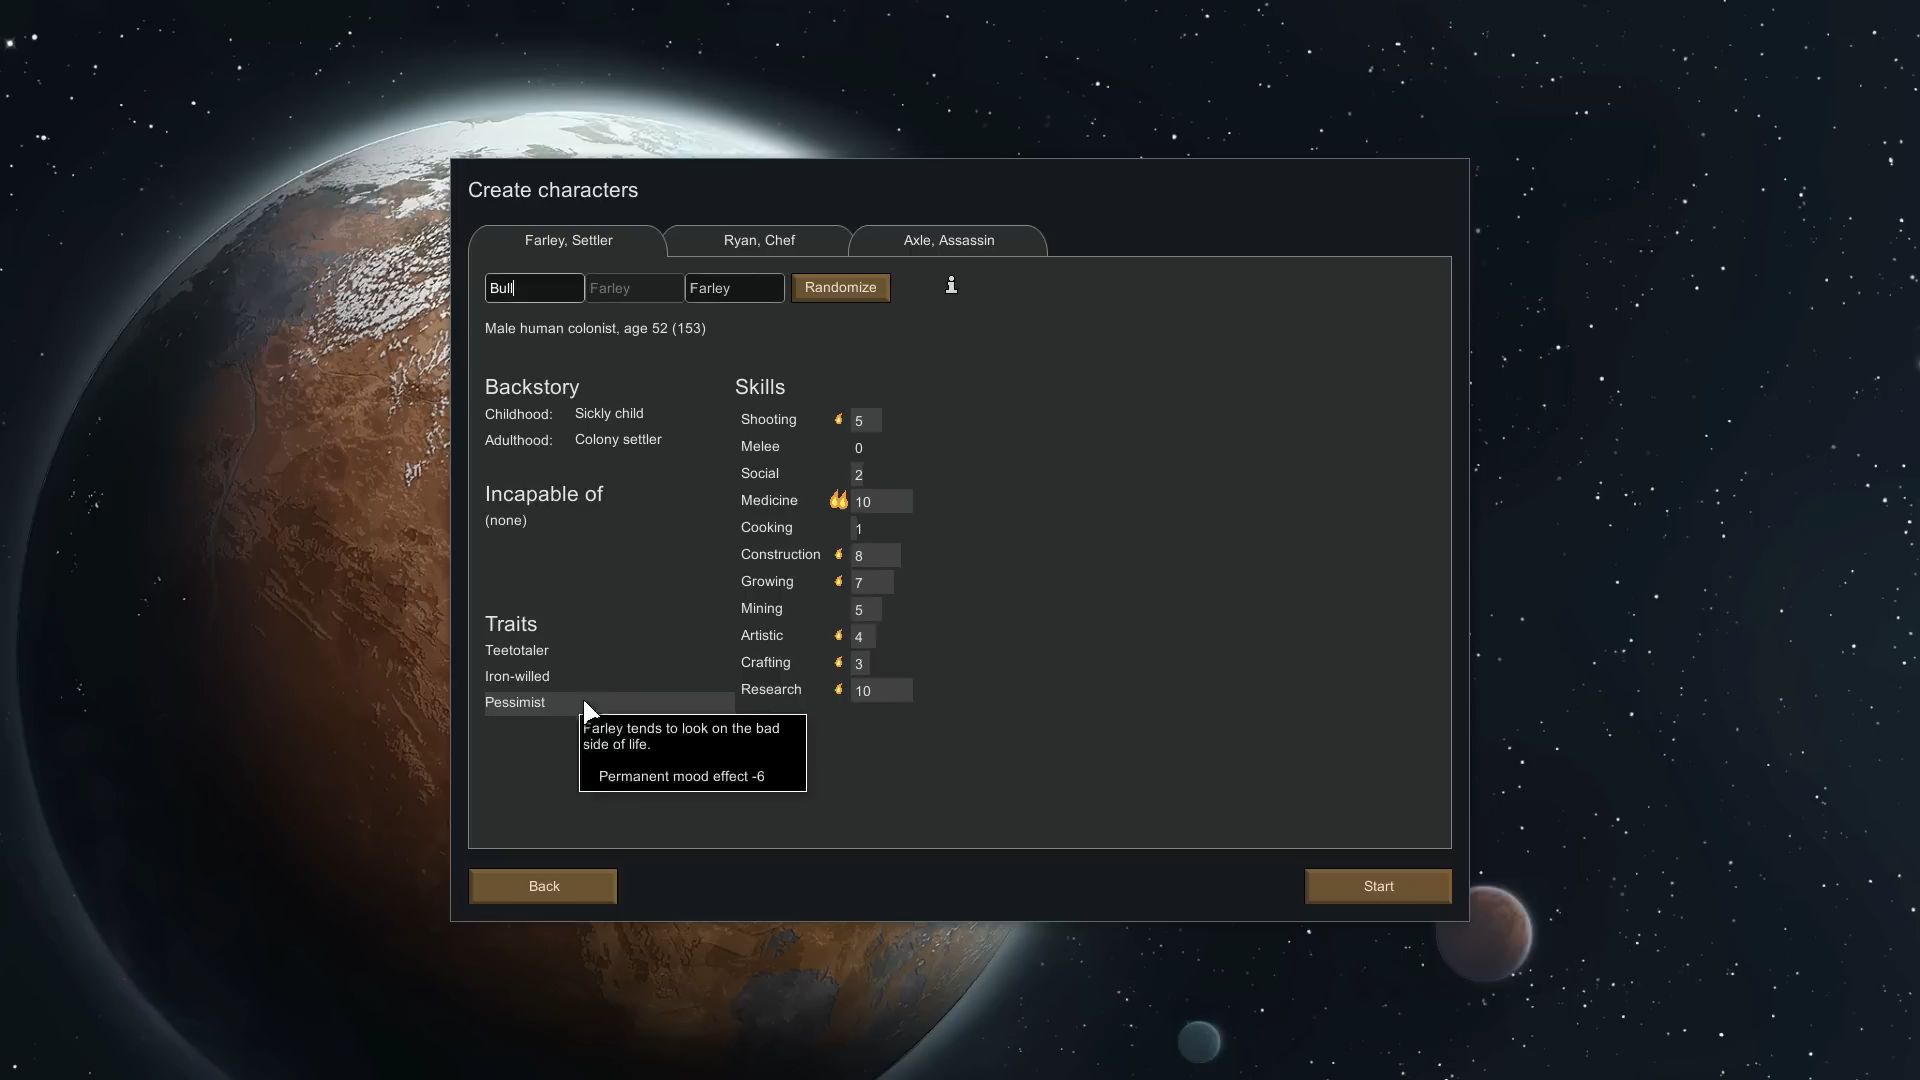 Create characters
Farley, Settler
Ryan, Chef
Axle, Assassin
Bull
Farley
Farley
Randomize
Male human colonist, age 52 (153)
Backstory
Childhood: Sickly child
Adulthood: Colony settler
Incapable of
(none)
Traits
Teetotaler
Iron-willed
Pessimist
Farley tends to look on the bad
side of life.
Permanent mood effect -6
Skills
Shooting 5
Melee 0
Social 2
Medicine 10
Cooking 1
Construction 8
Growing 7
Mining 5
Artistic 4
Crafting 3
Research 10
Back
Start